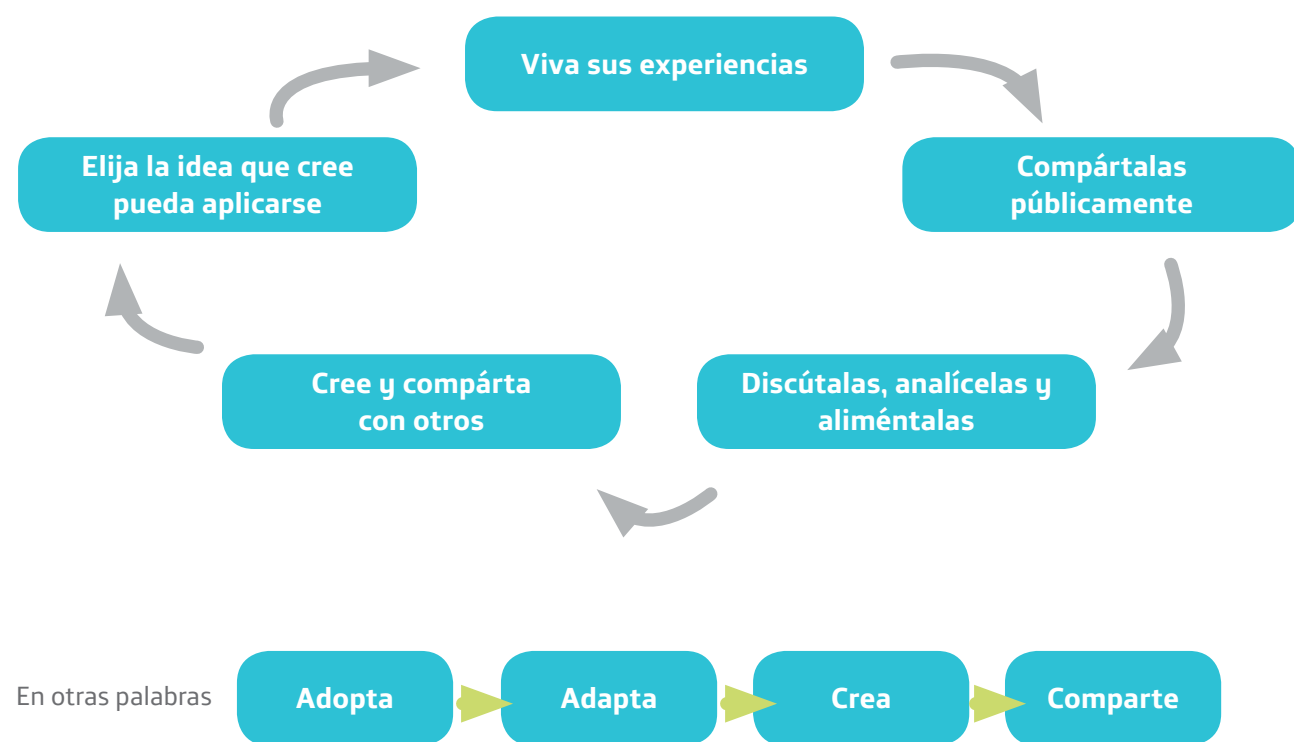 Viva sus experiencias
Compártalas
públicamente
Discútalas, analícelas y
aliméntalas
Cree y compárta
con otros
Elija la idea que cree
pueda aplicarse
En otras palabras
Adopta
Adapta
Crea
Comparte